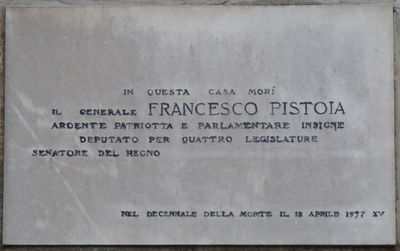 IN QUESTA CASA MORÍ
IL GENERALE FRANCESCO PISTOIA
ARDENTE PATRIOTTA E PARLAMENTARE INSIGNE
DEPUTATO PER QUATTRO LEGISLATURE
SENATORE DEL REGNO
NEL DECENNALE DELLA MORTE IL 18 APRILE 1937 XV